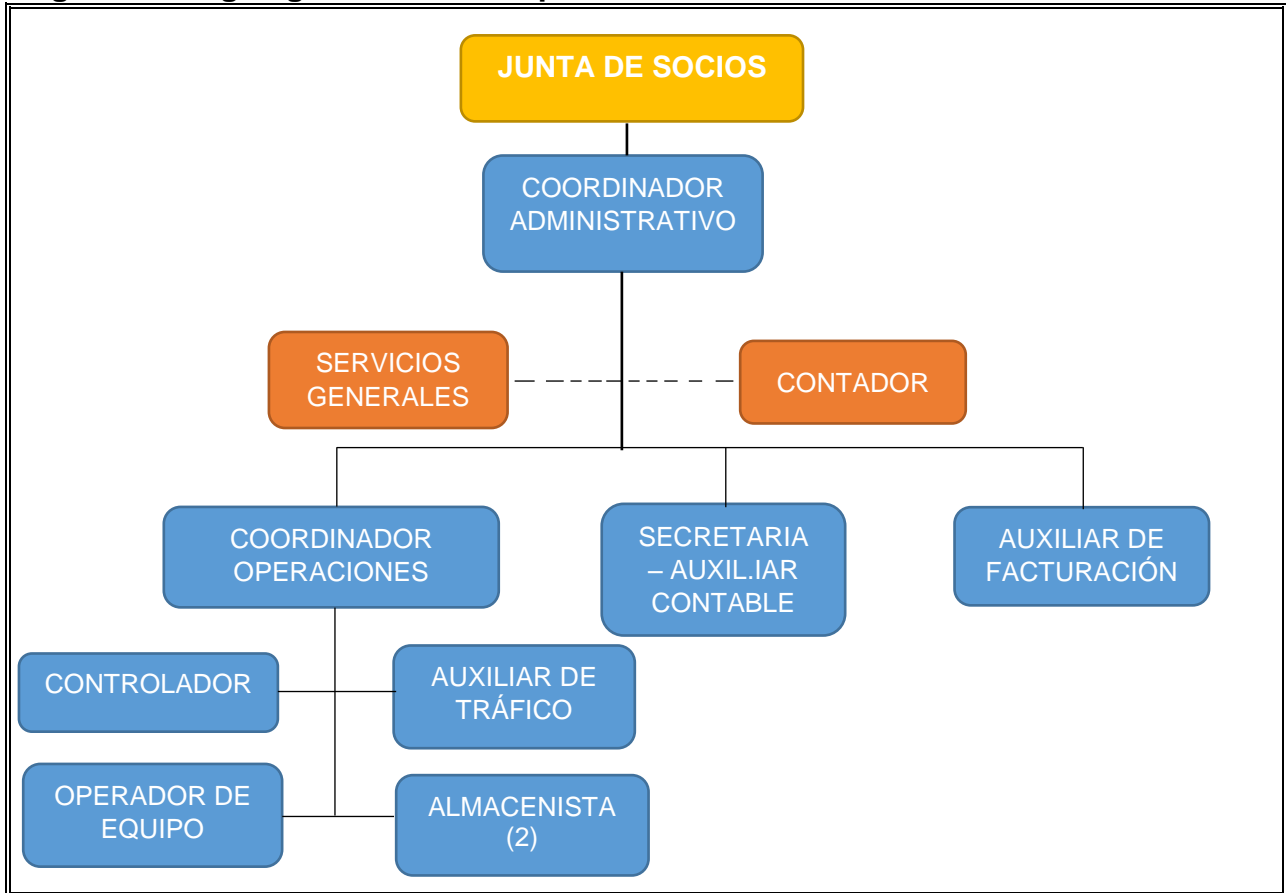 JUNTA DE SOCIOS
COORDINADOR
ADMINISTRATIVO
SERVICIOS
GENERALES
CONTADOR
COORDINADOR
OPERACIONES
SECRETARIA
– AUXIL.IAR
CONTABLE
AUXILIAR DE
FACTURACIÓN
CONTROLADOR
AUXILIAR DE
TRÁFICO
OPERADOR DE
EQUIPO
ALMACENISTA
(2)